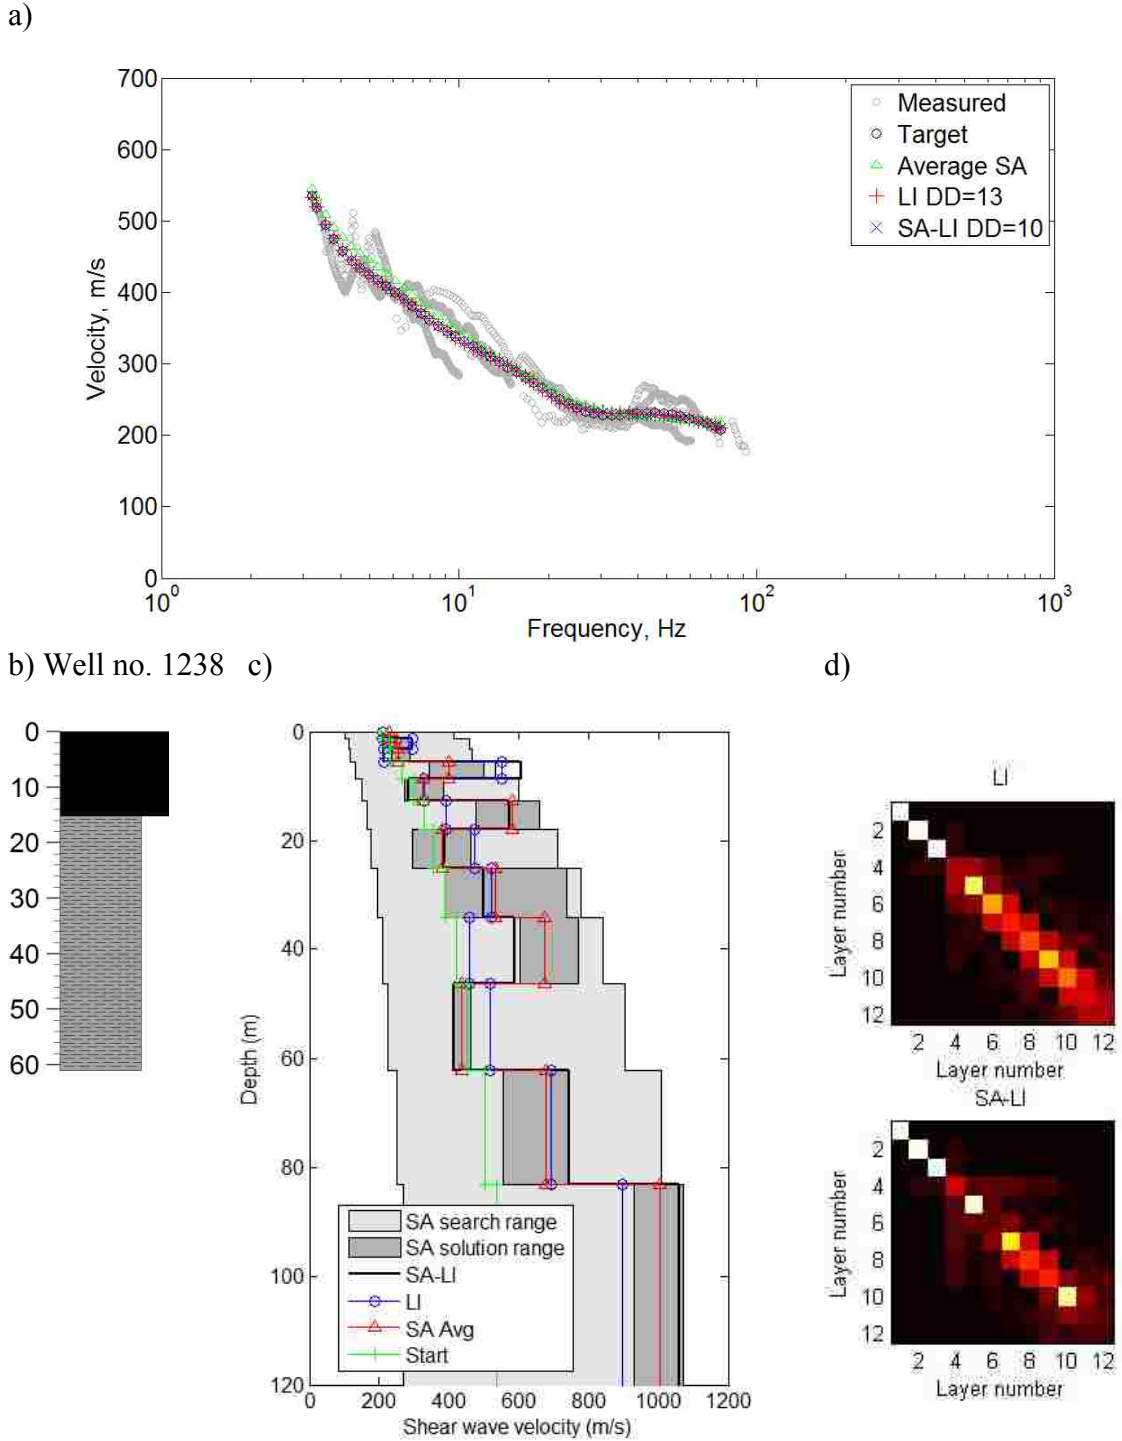 a)
700
600
500
400
300
200
100
0
Velocity, m/s
10^0
10^1
10^2
10^3
Frequency, Hz
Measured
Target
Average SA
LI DD=13
SA-LI DD=10
b) Well no. 1238
c)
d)
0
10
20
30
40
50
60
0
20
40
60
80
100
120
Depth (m)
0
200
400
600
800
1000
1200
Shear wave velocity (m/s)
SA search range
SA solution range
SA-LI
LI
SA Avg
Start
LI
2
4
6
8
10
12
Layer number
2
4
6
8
10
12
Layer number
SA-LI
2
4
6
8
10
12
Layer number
2
4
6
8
10
12
Layer number